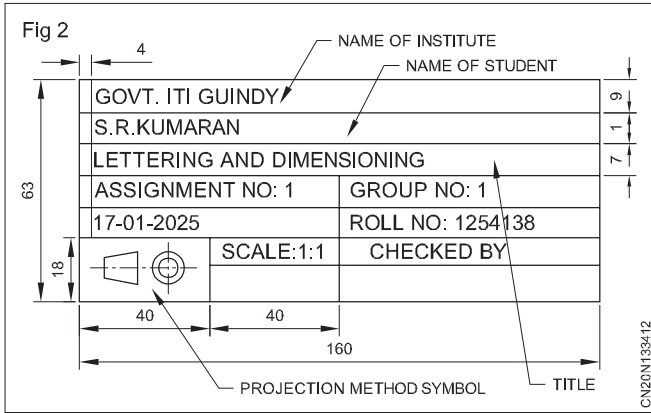 Fig 2
4
NAME OF INSTITUTE
NAME OF STUDENT
GOVT. ITI GUINDY
9
S.R.KUMARAN
1
LETTERING AND DIMENSIONING
7
63
ASSIGNMENT NO: 1 GROUP NO: 1
17-01-2025 ROLL NO: 1254138
18
SCALE:1:1 CHECKED BY
40 40
160
PROJECTION METHOD SYMBOL
TITLE
CN20N133412